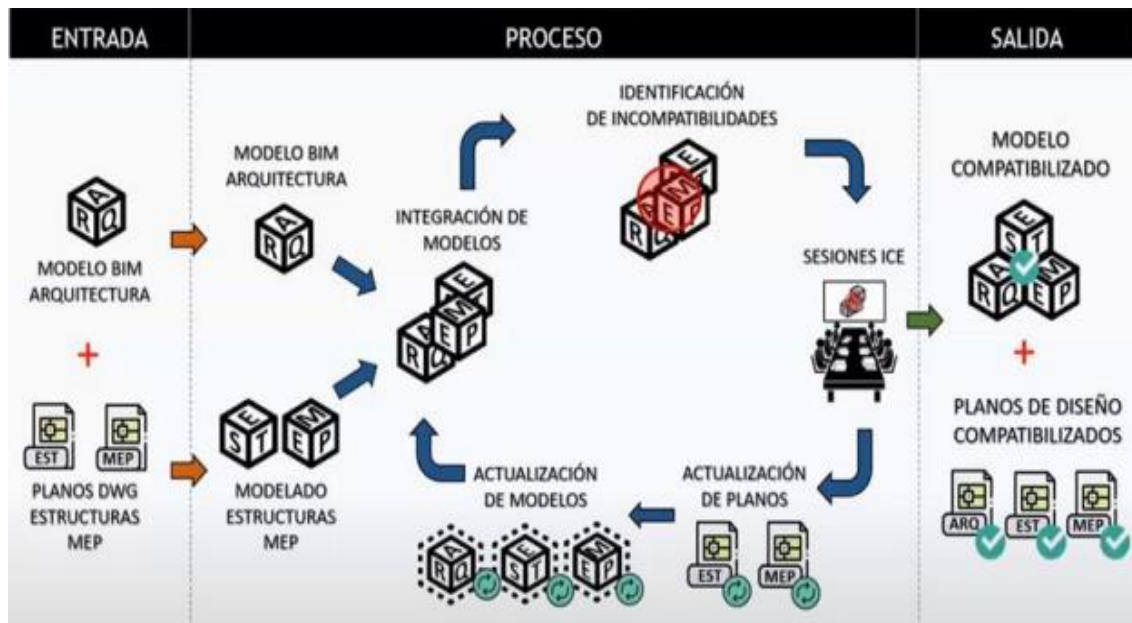 ENTRADA
PROCESO
SALIDA
A
R Q
MODELO BIM
ARQUITECTURA
+
EST
MEP
PLANOS DWG
ESTRUCTURAS
MEP
MODELO BIM
ARQUITECTURA
A
R Q
E M
S T E P
MODELADO
ESTRUCTURAS
MEP
INTEGRACIÓN DE
MODELOS
E
T
M
A E P
R Q
IDENTIFICACIÓN
DE INCOMPATIBILIDADES
E
T
M
A E P
R Q
SESIONES ICE
ACTUALIZACIÓN
DE PLANOS
EST
MEP
ACTUALIZACIÓN
DE MODELOS
A E M
R Q S T E P
MODELO
COMPATIBILIZADO
E
S T
A M
R Q E P
+
PLANOS DE DISEÑO
COMPATIBILIZADOS
ARQ
EST
MEP